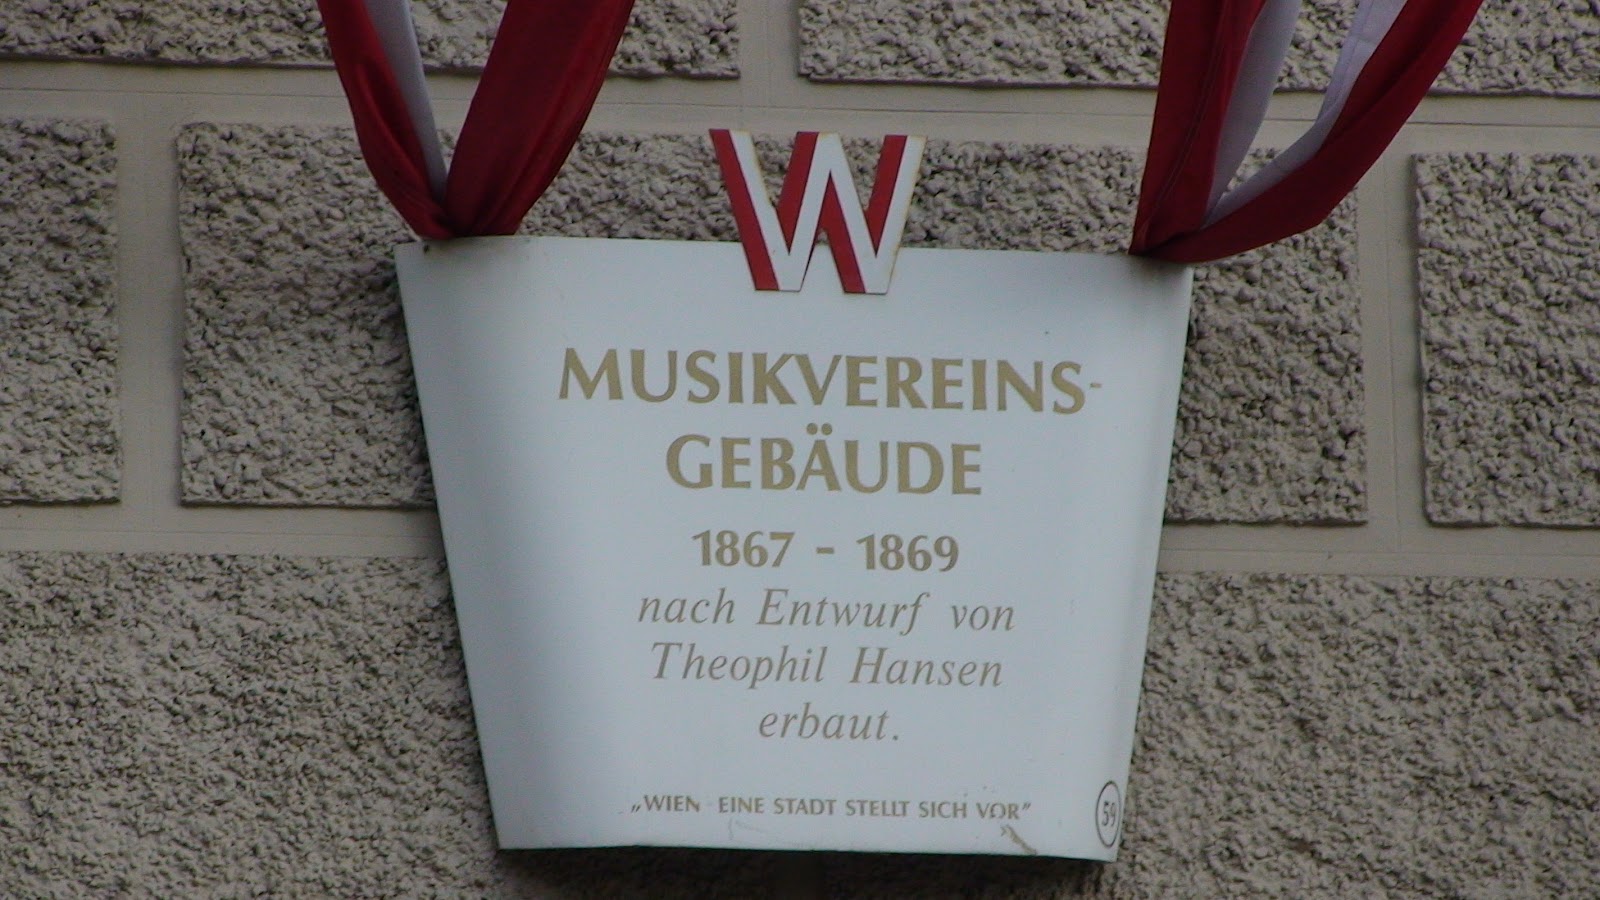 W
MUSIKVEREINS-
GEBÄUDE
1867 - 1869
nach Entwurf von
Theophil Hansen
erbaut.
„WIEN EINE STADT STELLT SICH VOR”
59